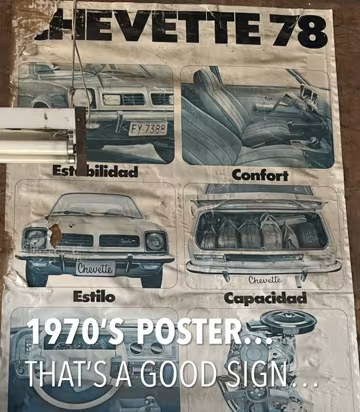 CHEVETTE 78
FY-7388
Estabilidad
Confort
Chevette
Chevette
Estilo
Capacidad
1970'S POSTER...
THAT'S A GOOD SIGN...